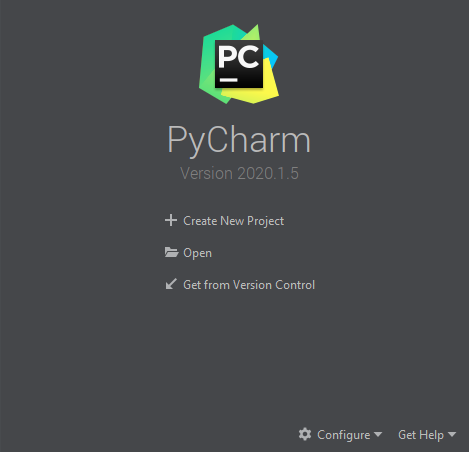 PC
PyCharm
Version 2020.1.5
Create New Project
Open
Get from Version Control
Configure
Get Help